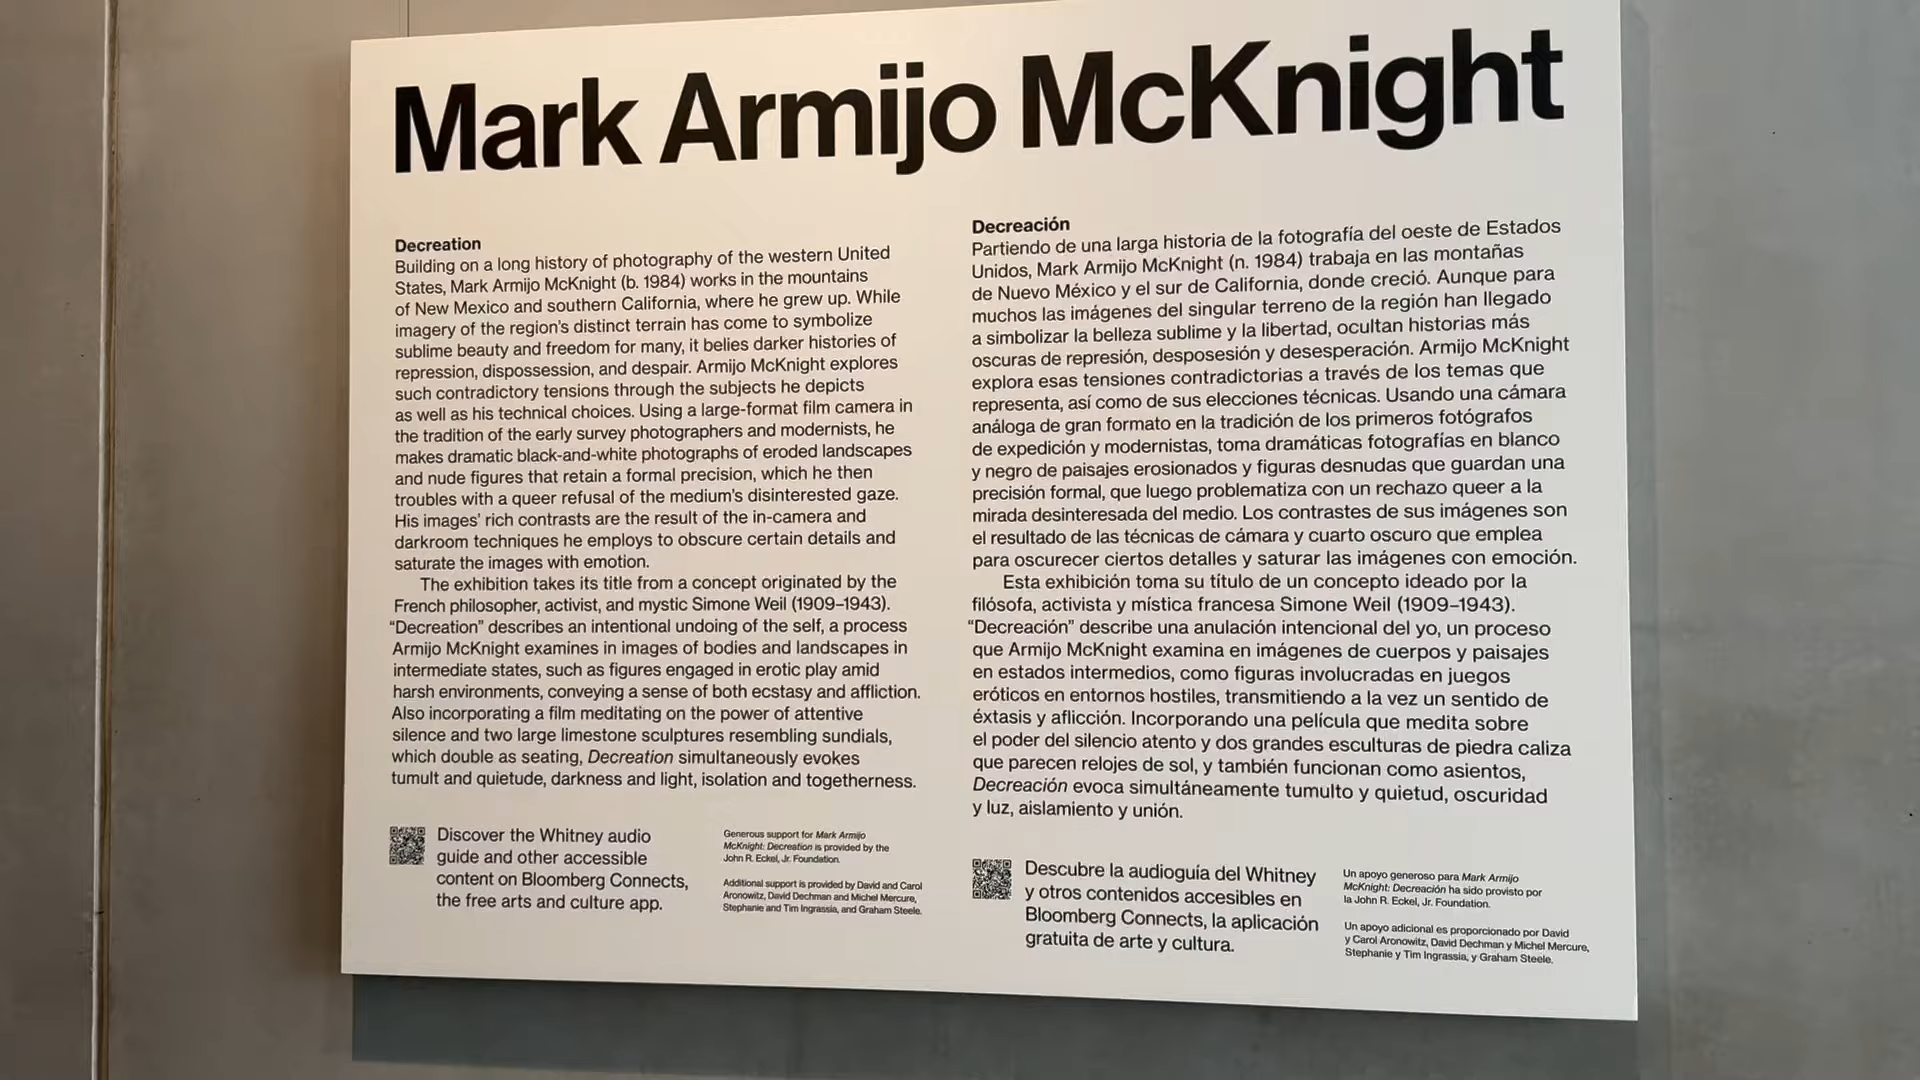 Mark Armijo McKnight
Decreation
Building on a long history of photography of the western United
States, Mark Armijo McKnight (b. 1984) works in the mountains
of New Mexico and southern California, where he grew up. While
imagery of the region's distinct terrain has come to symbolize
sublime beauty and freedom for many, it belies darker histories of
repression, dispossession, and despair. Armijo McKnight explores
such contradictory tensions through the subjects he depicts
as well as his technical choices. Using a large-format film camera in
the tradition of the early survey photographers and modernists, he
makes dramatic black-and-white photographs of eroded landscapes
and nude figures that retain a formal precision, which he then
troubles with a queer refusal of the medium's disinterested gaze.
His images' rich contrasts are the result of the in-camera and
darkroom techniques he employs to obscure certain details and
saturate the images with emotion.
The exhibition takes its title from a concept originated by the
French philosopher, activist, and mystic Simone Weil (1909–1943).
“Decreation” describes an intentional undoing of the self, a process
Armijo McKnight examines in images of bodies and landscapes in
intermediate states, such as figures engaged in erotic play amid
harsh environments, conveying a sense of both ecstasy and affliction.
Also incorporating a film meditating on the power of attentive
silence and two large limestone sculptures resembling sundials,
which double as seating, Decreation simultaneously evokes
tumult and quietude, darkness and light, isolation and togetherness.
Discover the Whitney audio
guide and other accessible
content on Bloomberg Connects,
the free arts and culture app.
Generous support for Mark Armijo
McKnight: Decreation is provided by the
John R. Eckel, Jr. Foundation.
Additional support is provided by David and Carol
Aronowitz, David Dechman and Michel Mercure,
Stephanie and Tim Ingrassia, and Graham Steele.
Decreación
Partiendo de una larga historia de la fotografía del oeste de Estados
Unidos, Mark Armijo McKnight (n. 1984) trabaja en las montañas
de Nuevo México y el sur de California, donde creció. Aunque para
muchos las imágenes del singular terreno de la región han llegado
a simbolizar la belleza sublime y la libertad, ocultan historias más
oscuras de represión, desposesión y desesperación. Armijo McKnight
explora esas tensiones contradictorias a través de los temas que
representa, así como de sus elecciones técnicas. Usando una cámara
análoga de gran formato en la tradición de los primeros fotógrafos
de expedición y modernistas, toma dramáticas fotografías en blanco
y negro de paisajes erosionados y figuras desnudas que guardan una
precisión formal, que luego problematiza con un rechazo queer a la
mirada desinteresada del medio. Los contrastes de sus imágenes son
el resultado de las técnicas de cámara y cuarto oscuro que emplea
para oscurecer ciertos detalles y saturar las imágenes con emoción.
Esta exhibición toma su título de un concepto ideado por la
filósofa, activista y mística francesa Simone Weil (1909–1943).
“Decreación” describe una anulación intencional del yo, un proceso
que Armijo McKnight examina en imágenes de cuerpos y paisajes
en estados intermedios, como figuras involucradas en juegos
eróticos en entornos hostiles, transmitiendo a la vez un sentido de
éxtasis y aflicción. Incorporando una película que medita sobre
el poder del silencio atento y dos grandes esculturas de piedra caliza
que parecen relojes de sol, y también funcionan como asientos,
Decreación evoca simultáneamente tumulto y quietud, oscuridad
y luz, aislamiento y unión.
Descubre la audioguía del Whitney
y otros contenidos accesibles en
Bloomberg Connects, la aplicación
gratuita de arte y cultura.
Un apoyo generoso para Mark Armijo
McKnight: Decreación ha sido provisto por
la John R. Eckel, Jr. Foundation.
Un apoyo adicional es proporcionado por David
y Carol Aronowitz, David Dechman y Michel Mercure,
Stephanie y Tim Ingrassia, y Graham Steele.